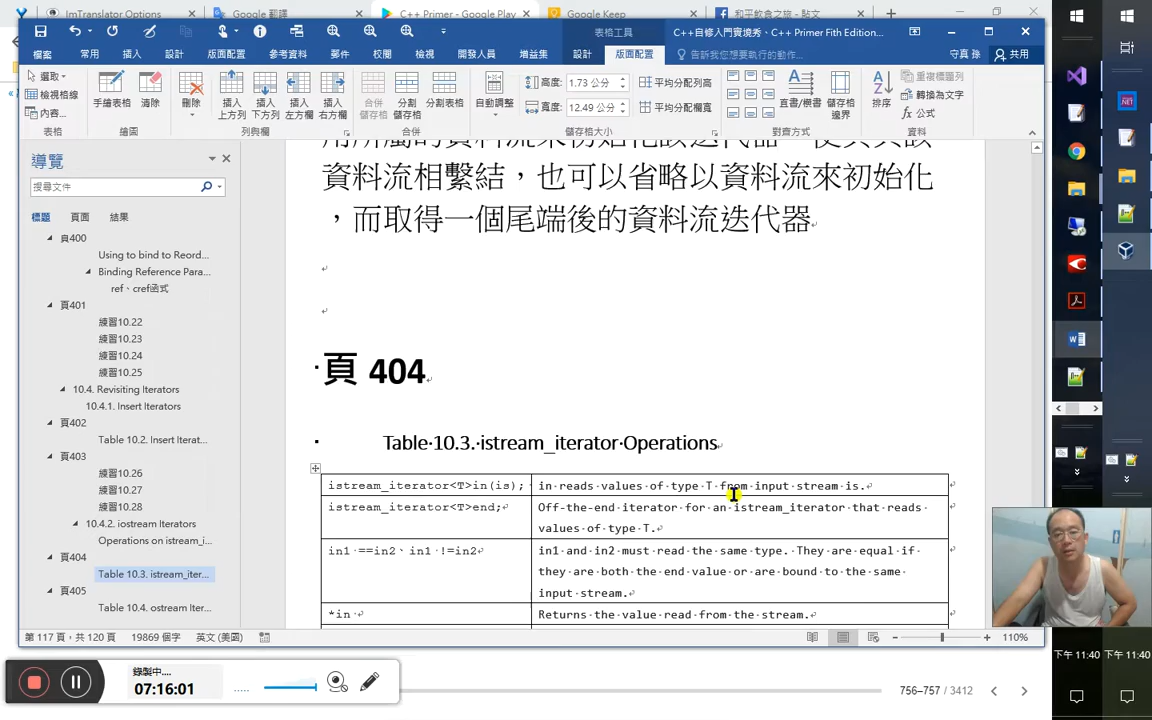 ImTranslator Options
Google 翻譯
C++ Primer - Google Play
Google Keep
和平飲食之旅 - 貼文
表格工具
C++自修入門實境秀、C++ Primer Fifth Edition...
檔案
常用
插入
設計
版面配置
參考資料
郵件
校閱
檢視
開發人員
增益集
設計
版面配置
告訴我您想要執行的動作...
守真 孫
共用
選取
檢視格線
內容...
表格
手繪表格
清除
繪圖
刪除
插入上方列
插入下方列
插入左方欄
插入右方欄
列與欄
合併儲存格
分割儲存格
分割表格
合併
自動調整
高度: 1.73 公分
寬度: 12.49 公分
平均分配列高
平均分配欄寬
儲存格大小
直書/橫書
儲存格邊界
對齊方式
排序
重複標題列
轉換為文字
fx 公式
資料
導覽
搜尋文件
標題
頁面
結果
頁400
Using to bind to Reord...
Binding Reference Para...
ref、cref函式
頁401
練習10.22
練習10.23
練習10.24
練習10.25
10.4. Revisiting Iterators
10.4.1. Insert Iterators
頁402
Table 10.2. Insert Iterat...
頁403
練習10.26
練習10.27
練習10.28
10.4.2. iostream Iterators
Operations on istream_i...
頁404
Table 10.3. istream_iter...
頁405
Table 10.4. ostream Iter...
資料流相繫結，也可以省略以資料流來初始化
，而取得一個尾端後的資料流迭代器
頁 404
Table 10.3. istream_iterator Operations
istream_iterator<T>in(is);
in reads values of type T from input stream is.
istream_iterator<T>end;
Off-the-end iterator for an istream_iterator that reads
values of type T.
in1 ==in2、in1 !=in2
in1 and in2 must read the same type. They are equal if
they are both the end value or are bound to the same
input stream.
*in
Returns the value read from the stream.
第 117 頁，共 120 頁
19869 個字
英文 (美國)
110%
錄製中....
07:16:01
756–757 / 3412
下午 11:40
下午 11:40